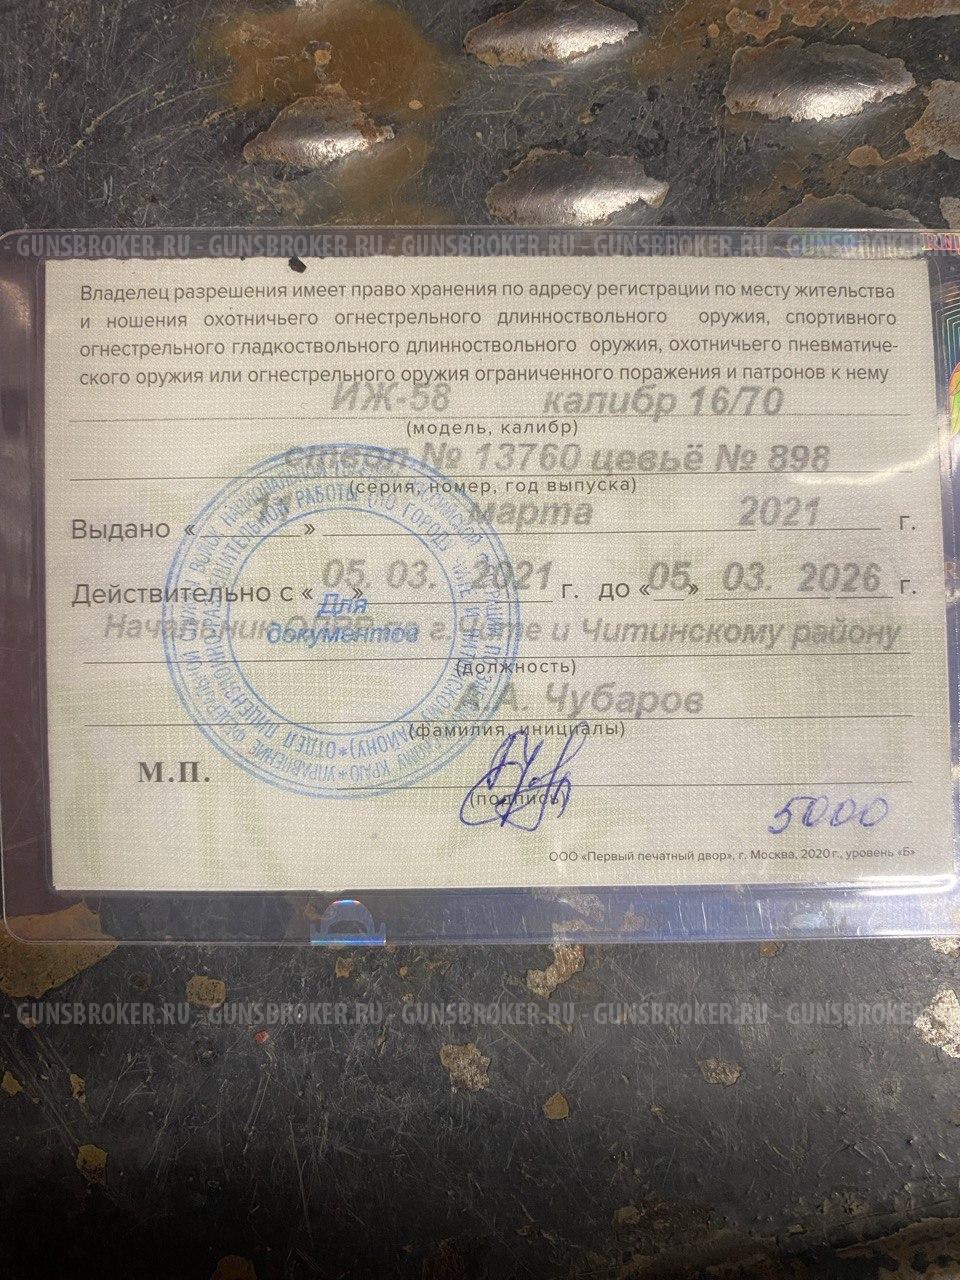 - GUNSBROKER.RU - GUNSBROKER.RU - GUNSBROKER.RU - GUNSBROKER.RU - GUNSBROKER.RU
Владелец разрешения имеет право хранения по адресу регистрации по месту жительства
и ношения охотничьего огнестрельного длинноствольного оружия, спортивного
огнестрельного гладкоствольного длинноствольного оружия, охотничьего пневматиче-
ского оружия или огнестрельного оружия ограниченного поражения и патронов к нему
ИЖ-58 калибр 16/70
(модель, калибр)
ствол № 13760 цевьё № 898
(серия, номер, год выпуска)
Выдано « » марта 2021 г.
Действительно с « 05. » 03. 2021 г. до «05» 03. 2026 г.
Начальник ОЛРР по г. Чите и Читинскому району
(должность)
А.А. Чубаров
(фамилия, инициалы)
Для
документов
М.П.
(подпись)
5000
ООО «Первый печатный двор», г. Москва, 2020 г., уровень «Б»
- GUNSBROKER.RU - GUNSBROKER.RU - GUNSBROKER.RU - GUNSBROKER.RU - GUNSBROKER.RU